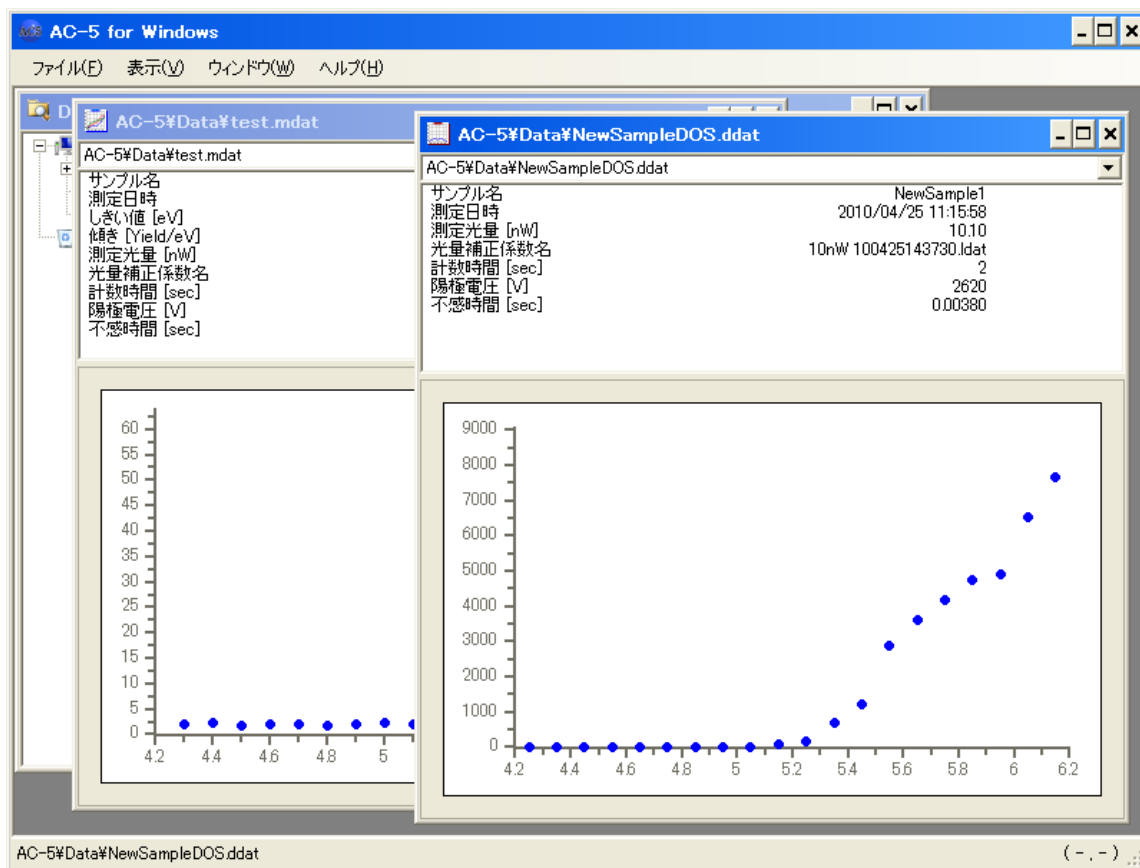 AC-5 for Windows
ファイル(F) 表示(V) ウィンドウ(W) ヘルプ(H)
D
AC-5¥Data¥test.mdat
AC-5¥Data¥test.mdat
サンプル名
測定日時
しきい値 [eV]
傾き [Yield/eV]
測定光量 [nW]
光量補正係数名
計数時間 [sec]
陽極電圧 [V]
不感時間 [sec]
60
55
50
45
40
35
30
25
20
15
10
5
0
4.2 4.4 4.6 4.8 5
AC-5¥Data¥NewSampleDOS.ddat
AC-5¥Data¥NewSampleDOS.ddat
サンプル名 NewSample1
測定日時 2010/04/25 11:15:58
測定光量 [nW] 10.10
光量補正係数名 10nW 100425143730.ldat
計数時間 [sec] 2
陽極電圧 [V] 2620
不感時間 [sec] 0.00380
9000
8000
7000
6000
5000
4000
3000
2000
1000
0
4.2 4.4 4.6 4.8 5 5.2 5.4 5.6 5.8 6 6.2
AC-5¥Data¥NewSampleDOS.ddat (-,-)